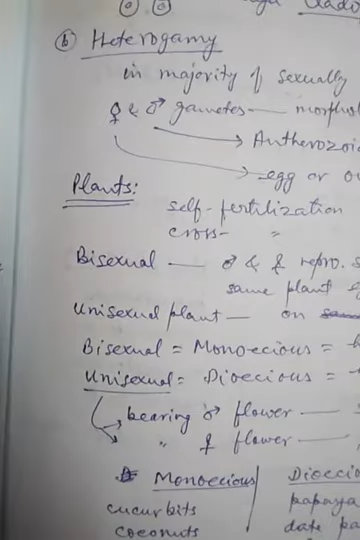 ⓑ Heterogamy
in majority of sexually
♀ & ♂ gametes — morpho
→ Antherozoi
→ egg or o
Plants:
self-fertilization
cross- "
Bisexual — ♂ & ♀ repro. s
same plant e
Unisexual plant — on
Bisexual = Monoecious =
Unisexual = Dioecious =
→ bearing ♂ flower —
→ " ♀ flower —
Monoecious | Dioecio
cucurbits papaya
coconuts date pa